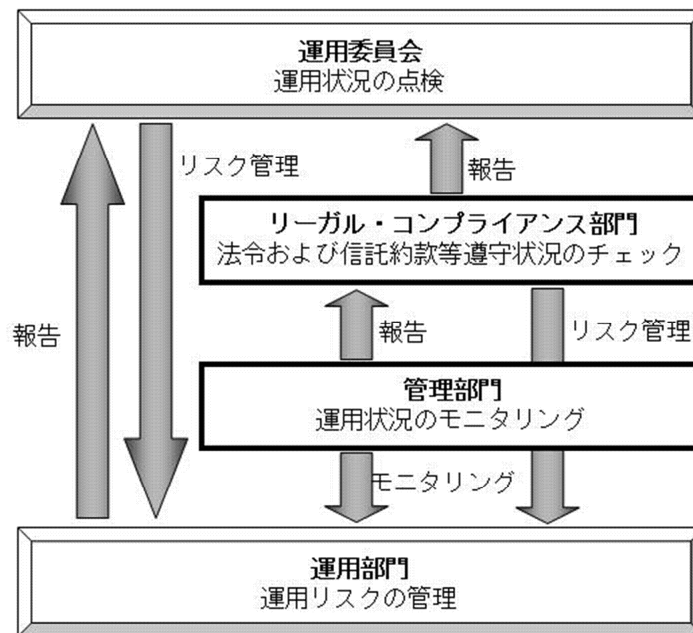 運用委員会
運用状況の点検
リスク管理
報告
リーガル・コンプライアンス部門
法令および信託約款等遵守状況のチェック
報告
報告
リスク管理
管理部門
運用状況のモニタリング
モニタリング
運用部門
運用リスクの管理